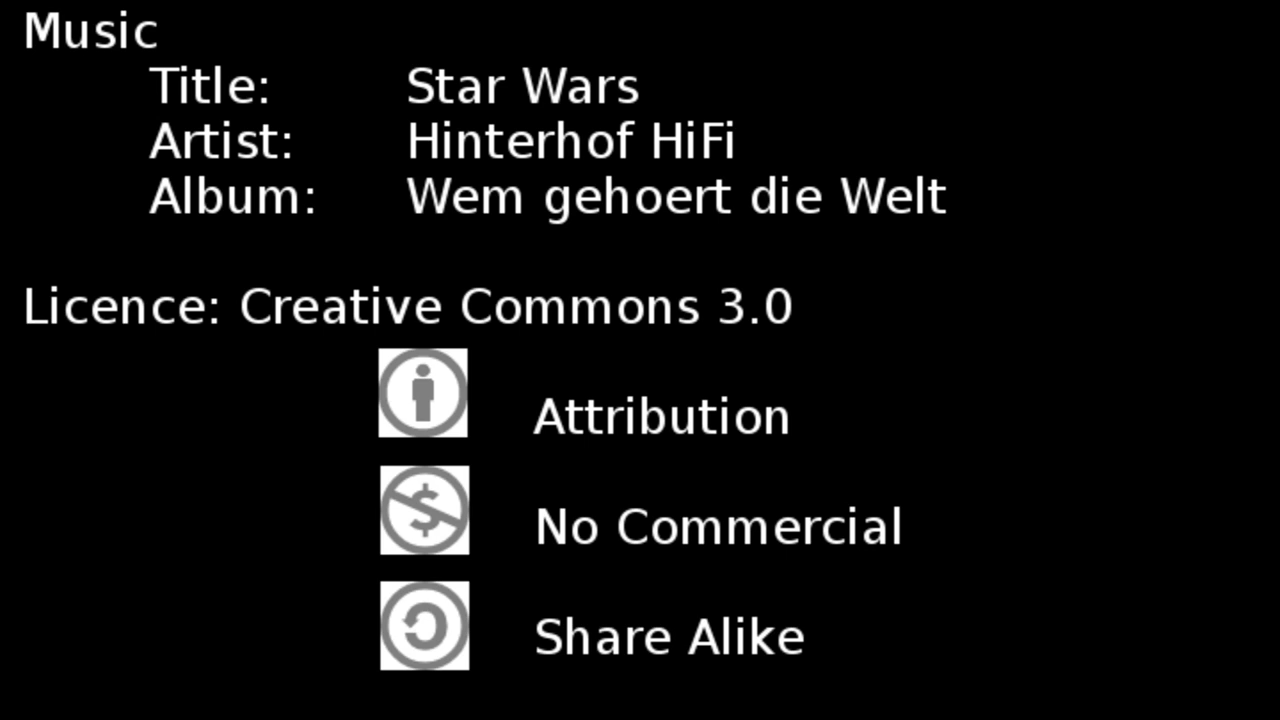 Music
Title: Star Wars
Artist: Hinterhof HiFi
Album: Wem gehoert die Welt
Licence: Creative Commons 3.0
Attribution
$
No Commercial
Share Alike